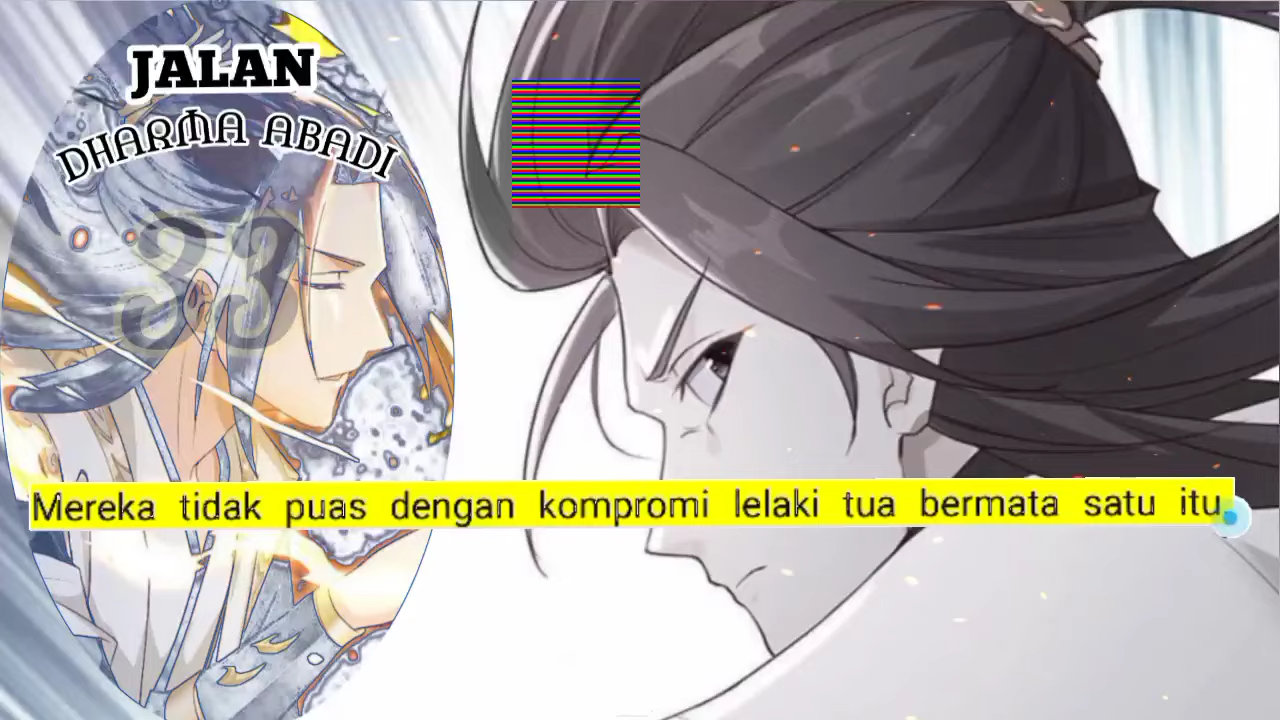 JALAN
DHARMA ABADI
33
Mereka tidak puas dengan kompromi lelaki tua bermata satu itu.